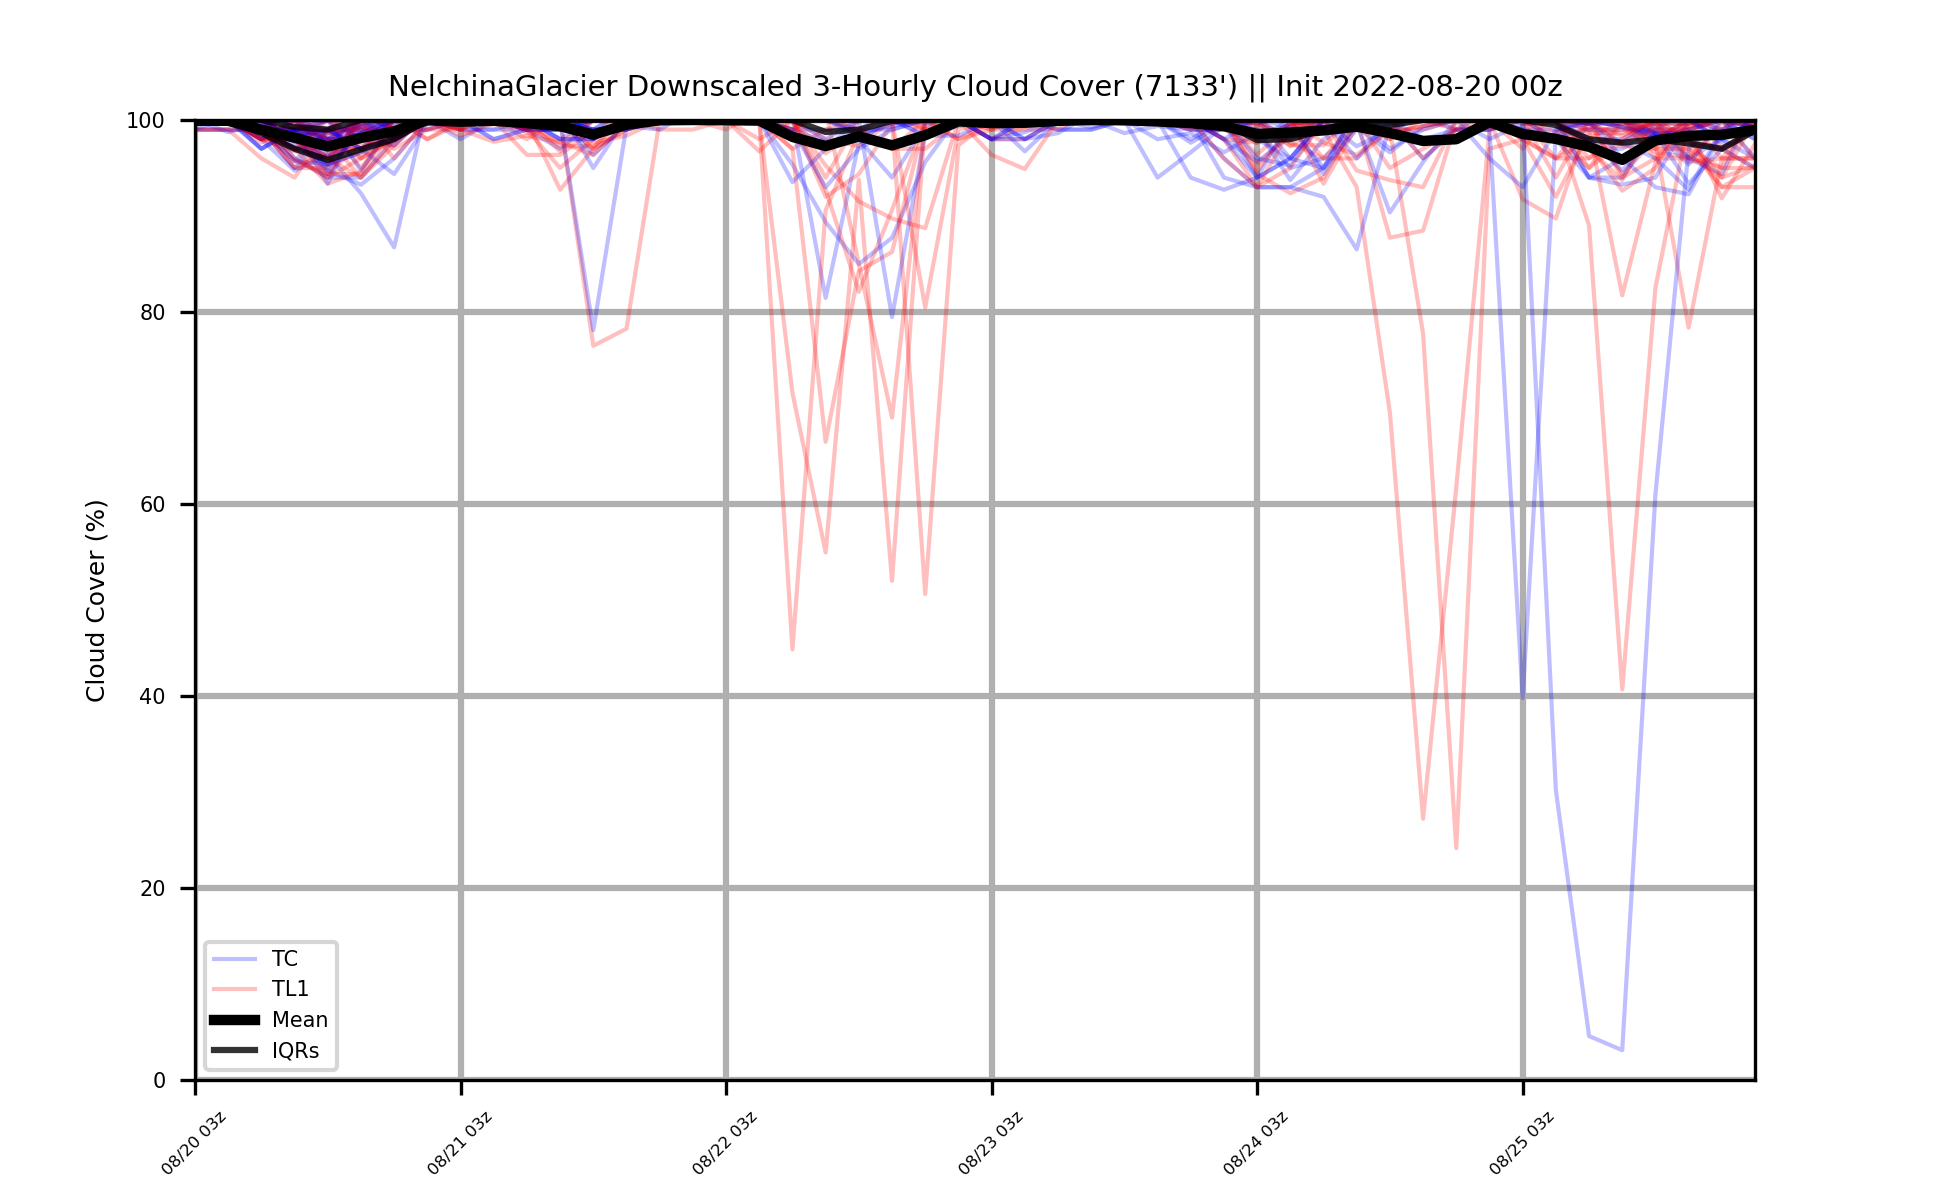 NelchinaGlacier Downscaled 3-Hourly Cloud Cover (7133') || Init 2022-08-20 00z
100
80
60
40
20
0
Cloud Cover (%)
TC
TL1
Mean
IQRs
08/20 03z
08/21 03z
08/22 03z
08/23 03z
08/24 03z
08/25 03z